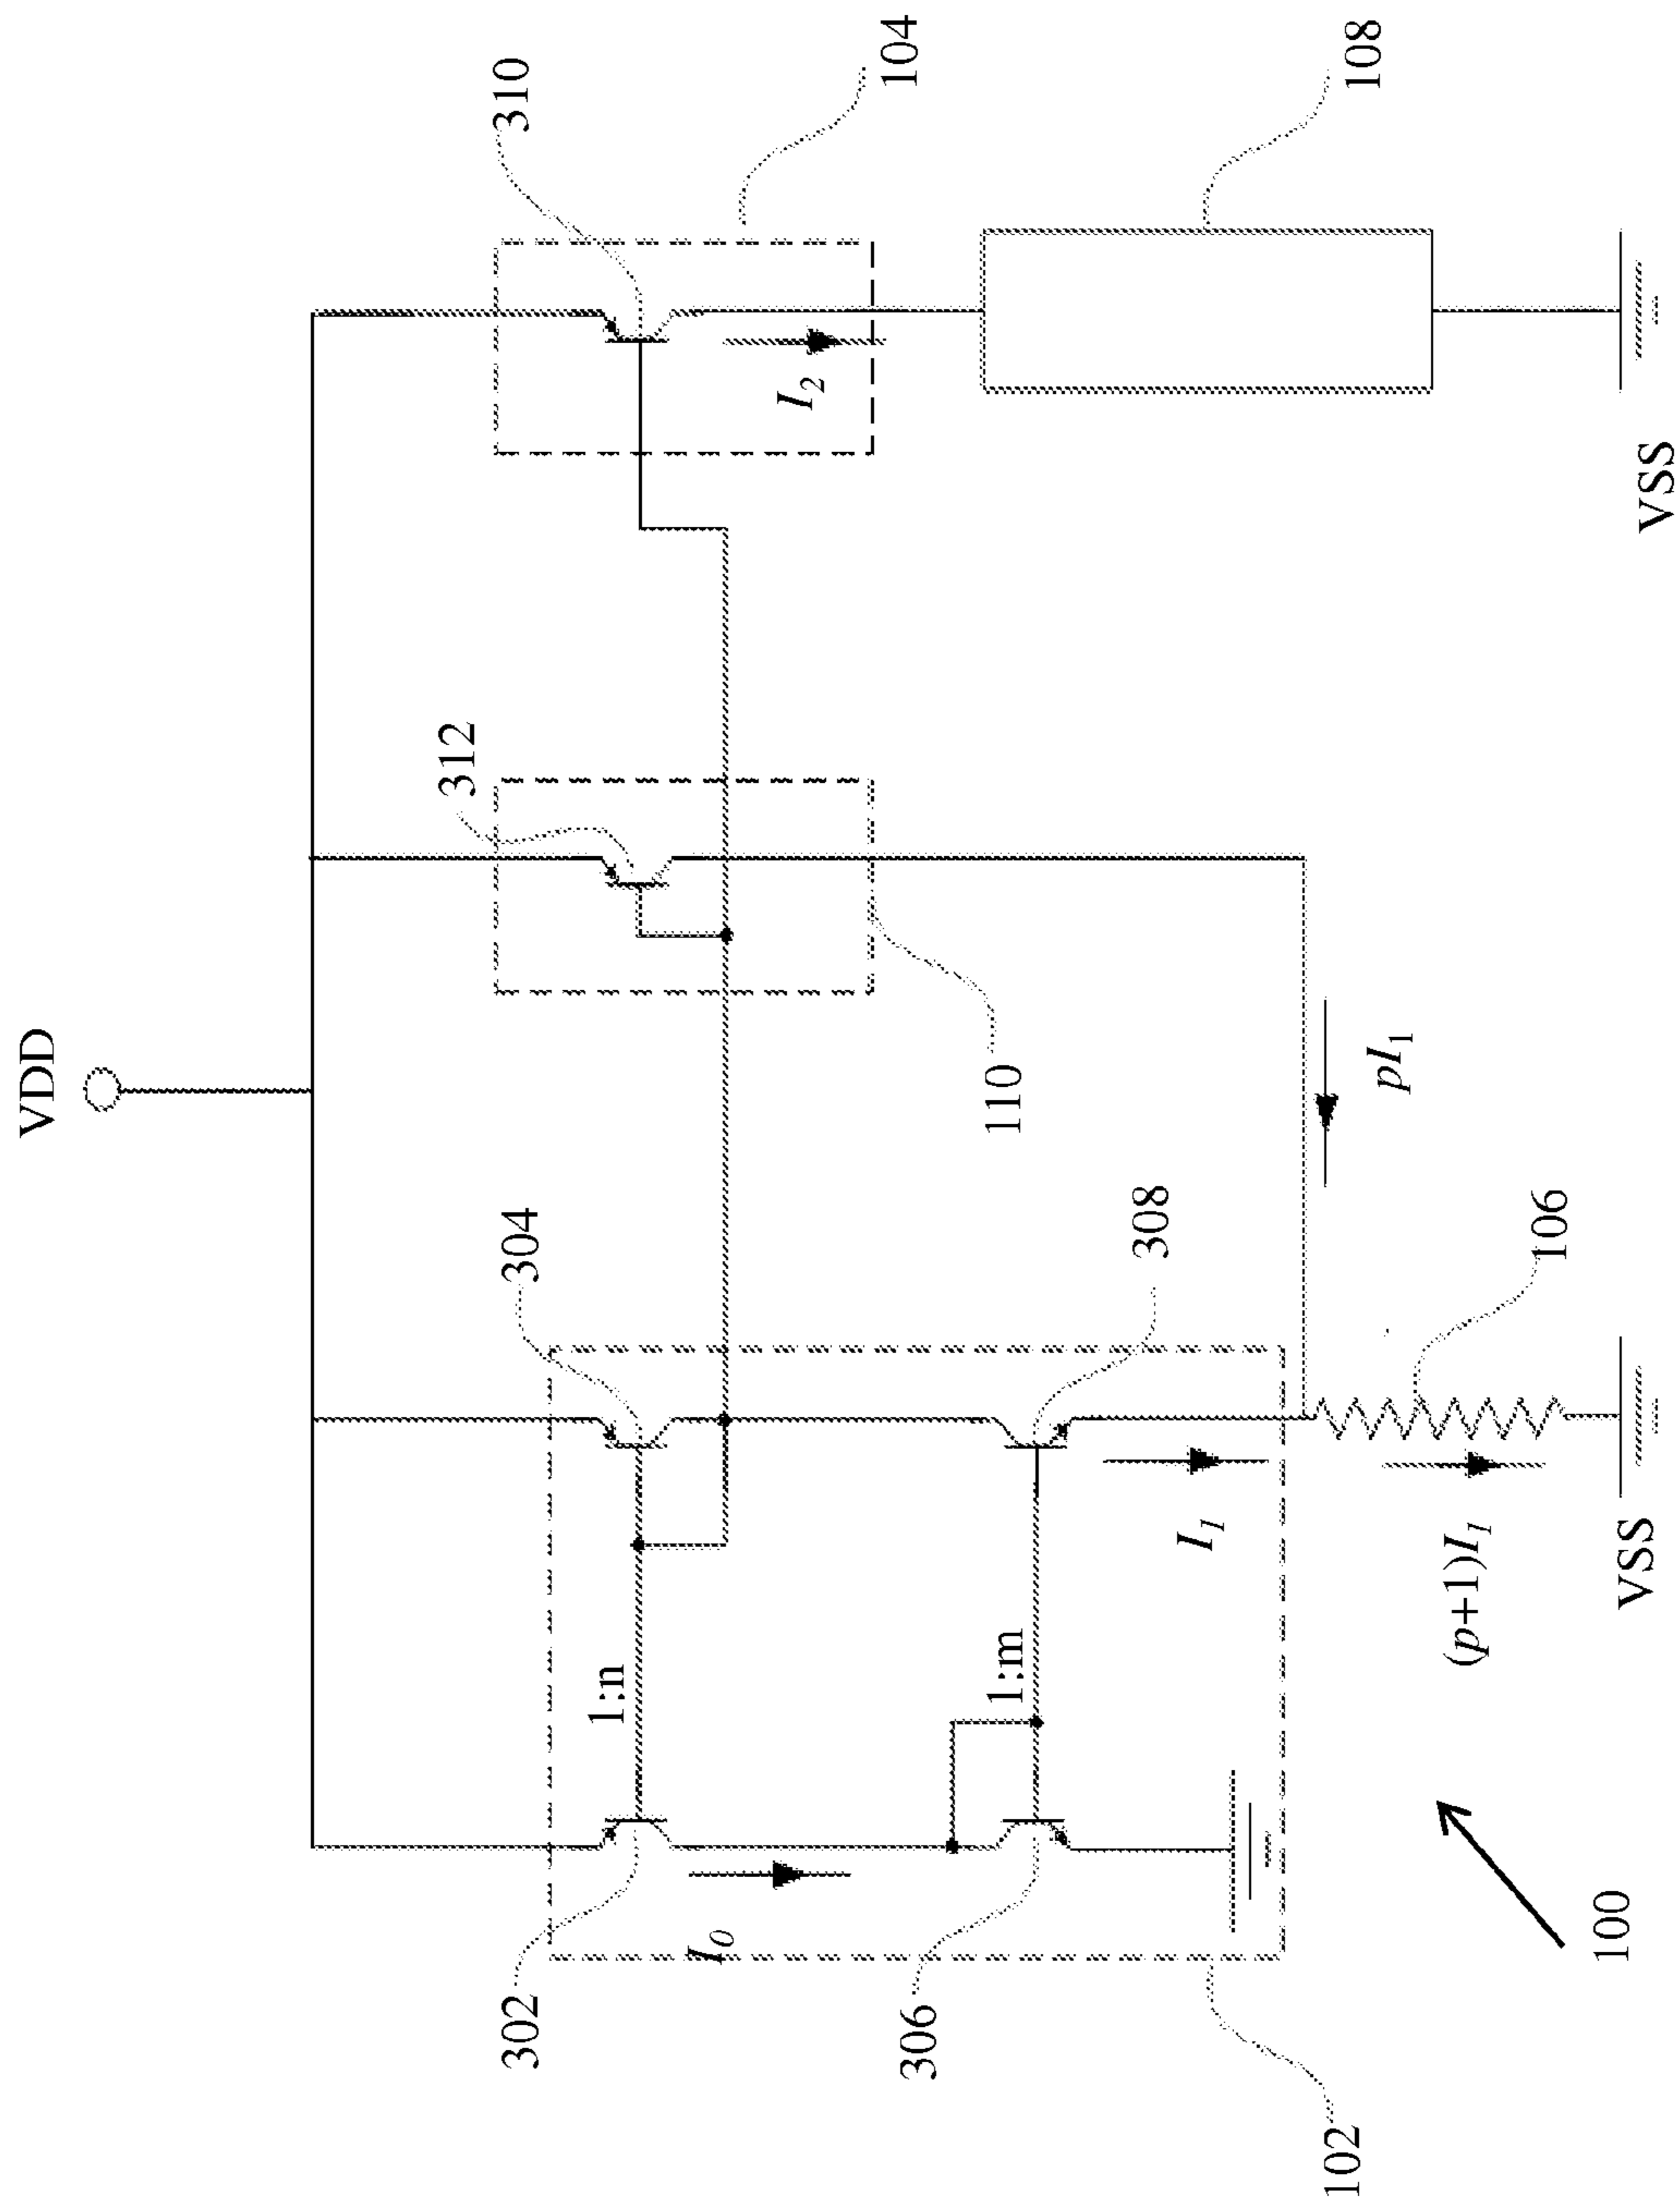 VDD
302
1:n
304
312
310
104
I₀
110
I₂
306
1:m
308
108
I₁
pI₁
102
(p+1)I₁
106
VSS
VSS
100